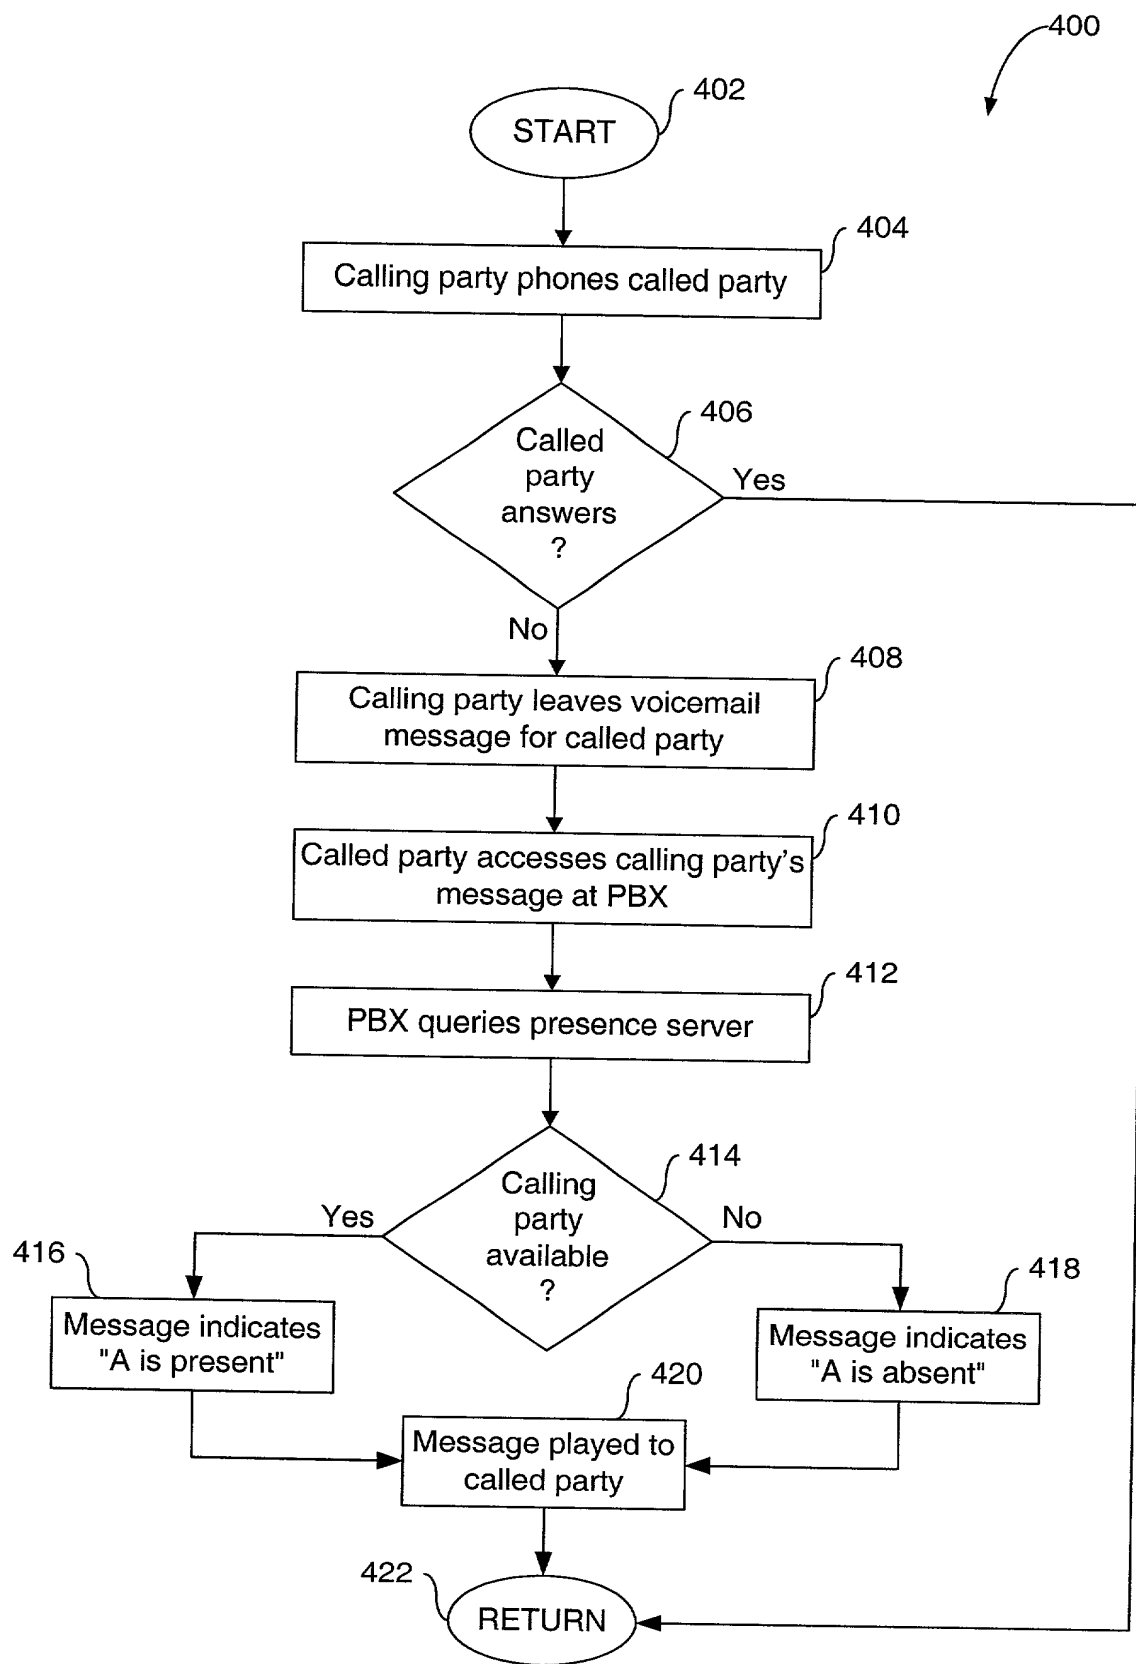 400
402
START
404
Calling party phones called party
406
Called
party
answers
?
Yes
No
408
Calling party leaves voicemail
message for called party
410
Called party accesses calling party's
message at PBX
412
PBX queries presence server
414
Calling
party
available
?
Yes
No
416
Message indicates
"A is present"
418
Message indicates
"A is absent"
420
Message played to
called party
422
RETURN